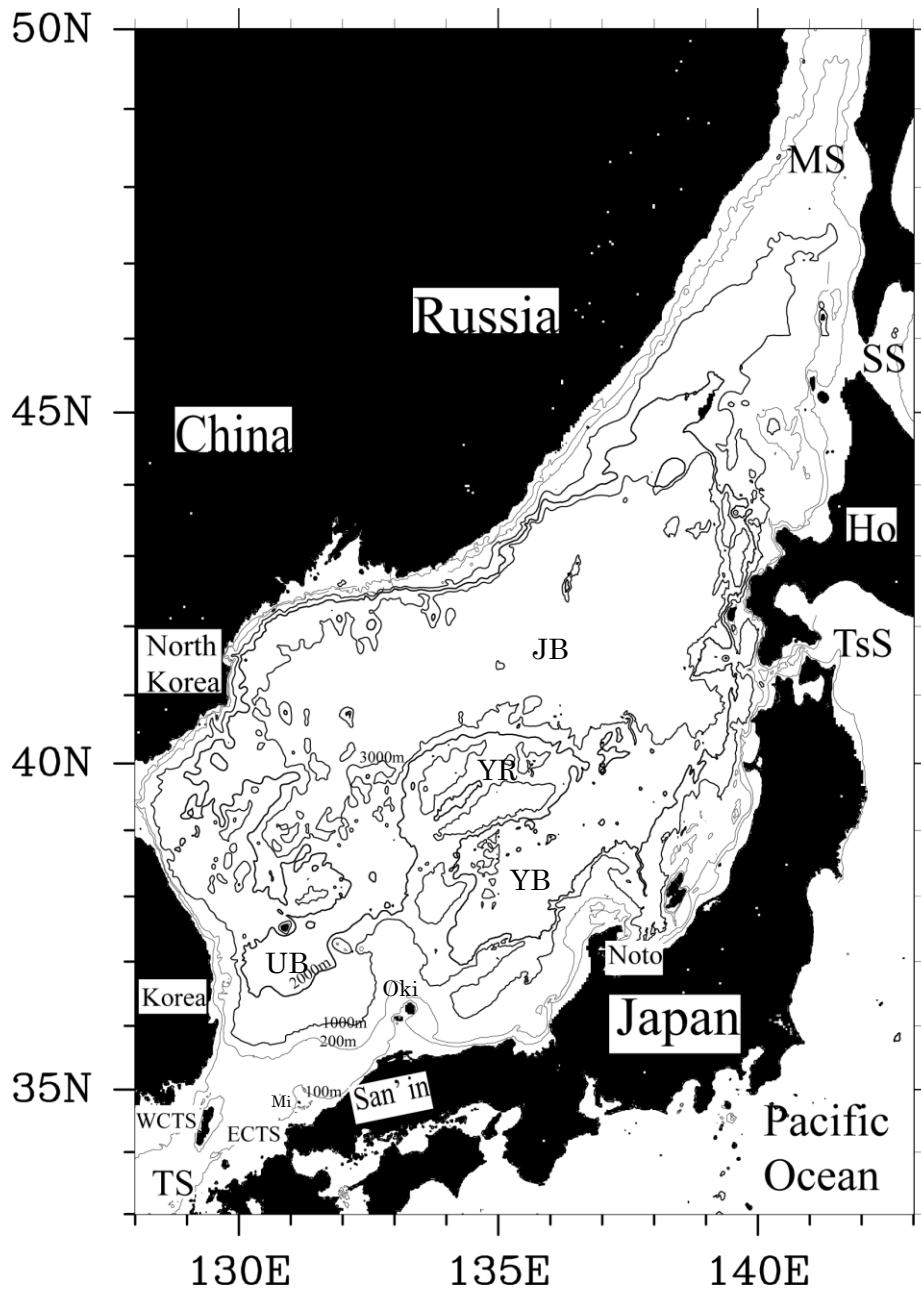 50N
MS
Russia
SS
45N
China
Ho
North
Korea
TsS
JB
40N
3000m
YR
YB
UB
2000m
Noto
Korea
Oki
1000m
200m
Japan
35N
Mi
100m
San' in
WCTS
ECTS
Pacific
Ocean
TS
130E
135E
140E